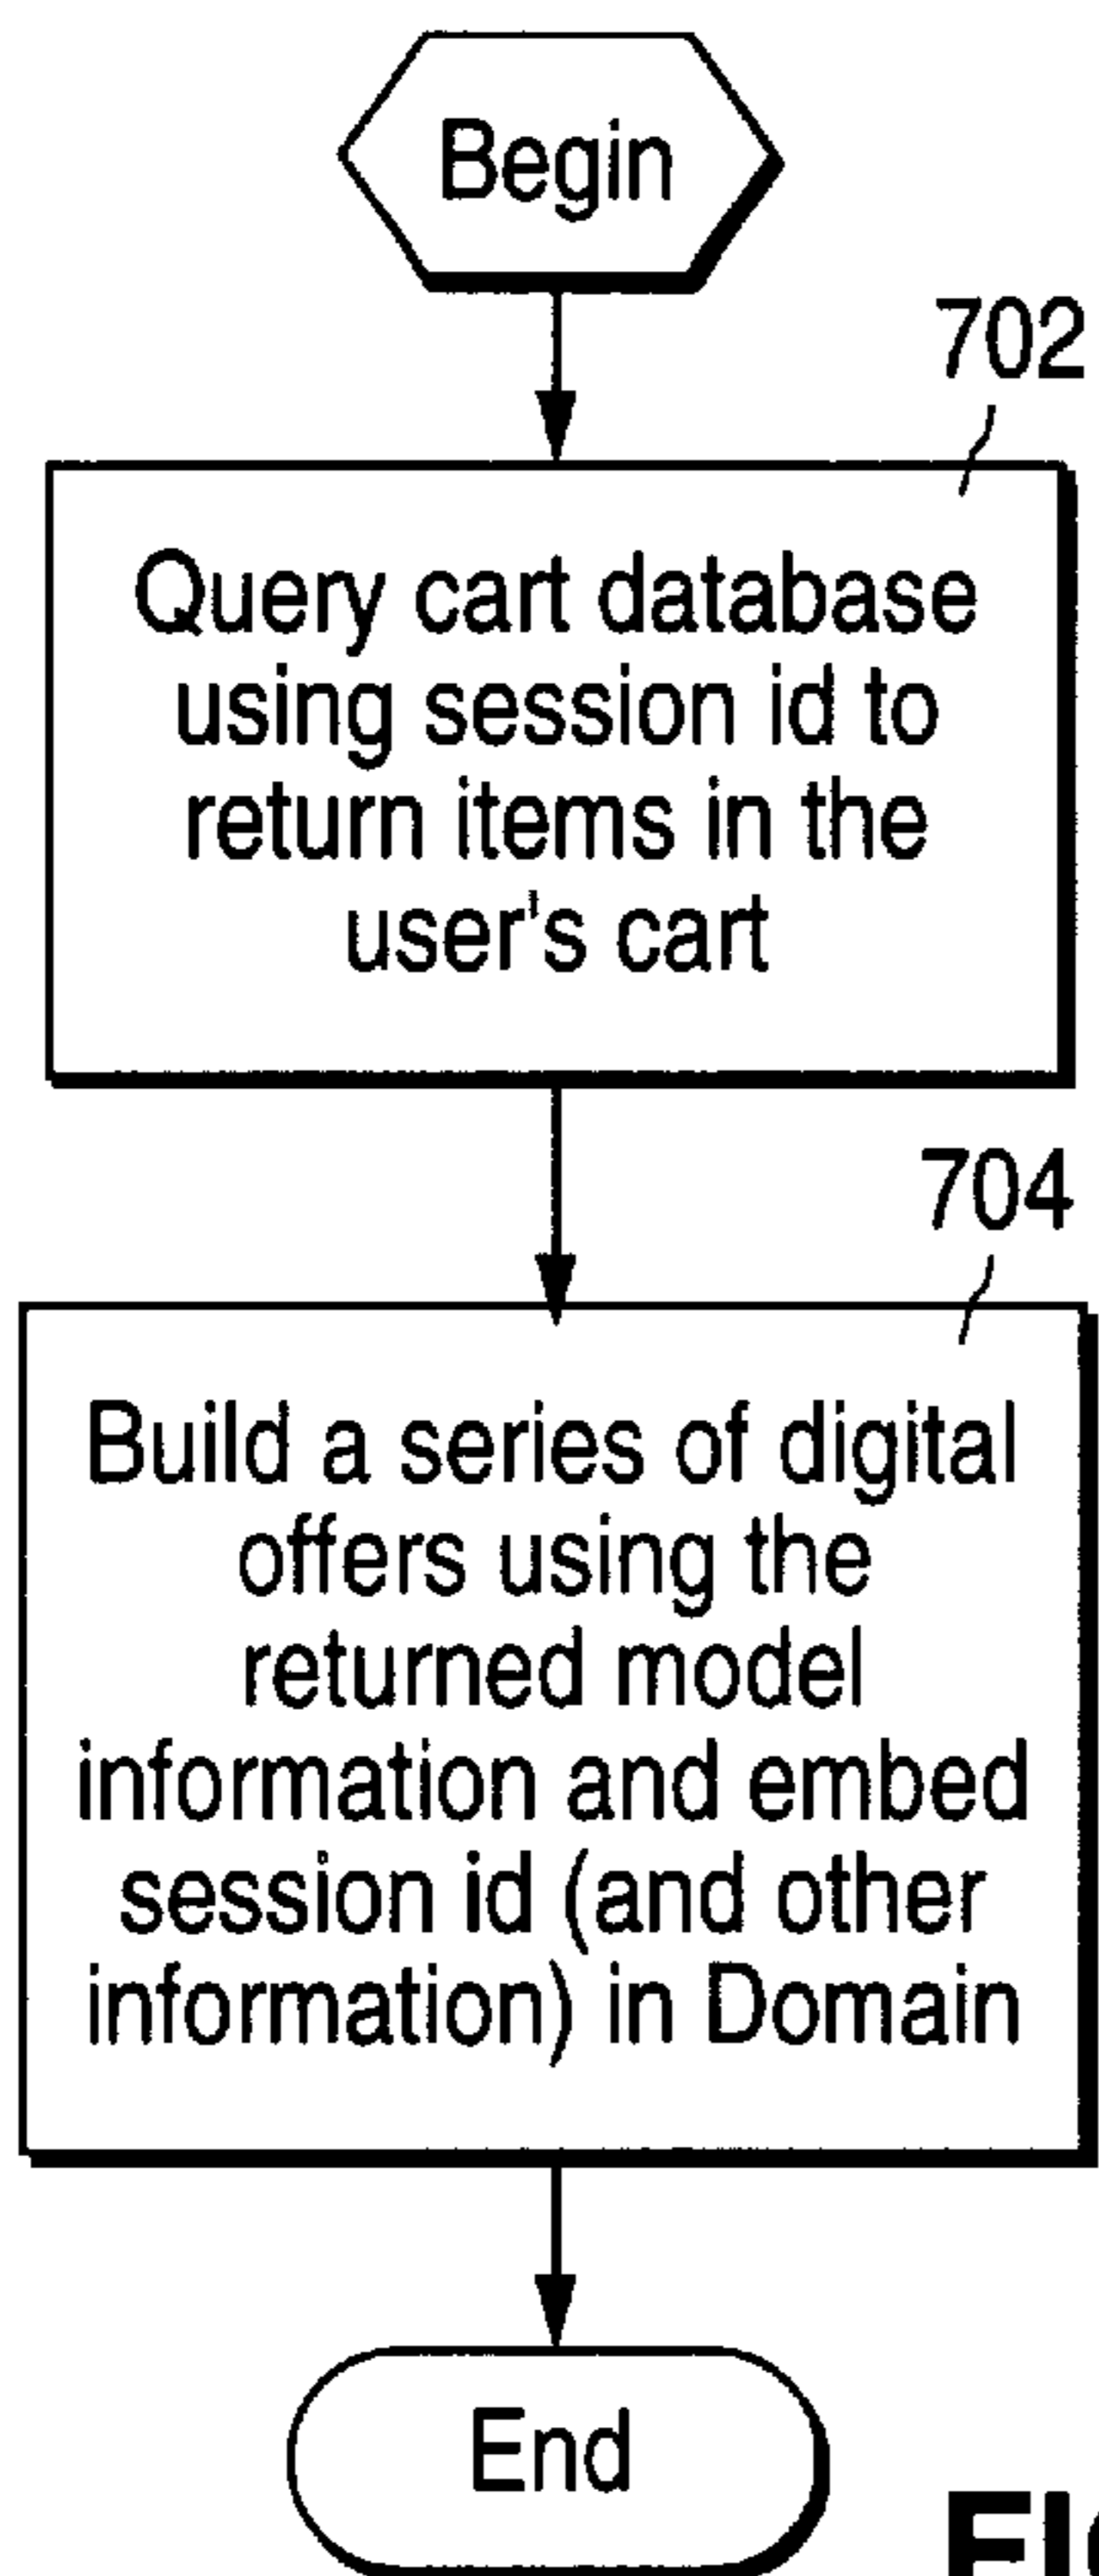 Begin
702
Query cart database
using session id to
return items in the
user's cart
704
Build a series of digital
offers using the
returned model
information and embed
session id (and other
information) in Domain
End